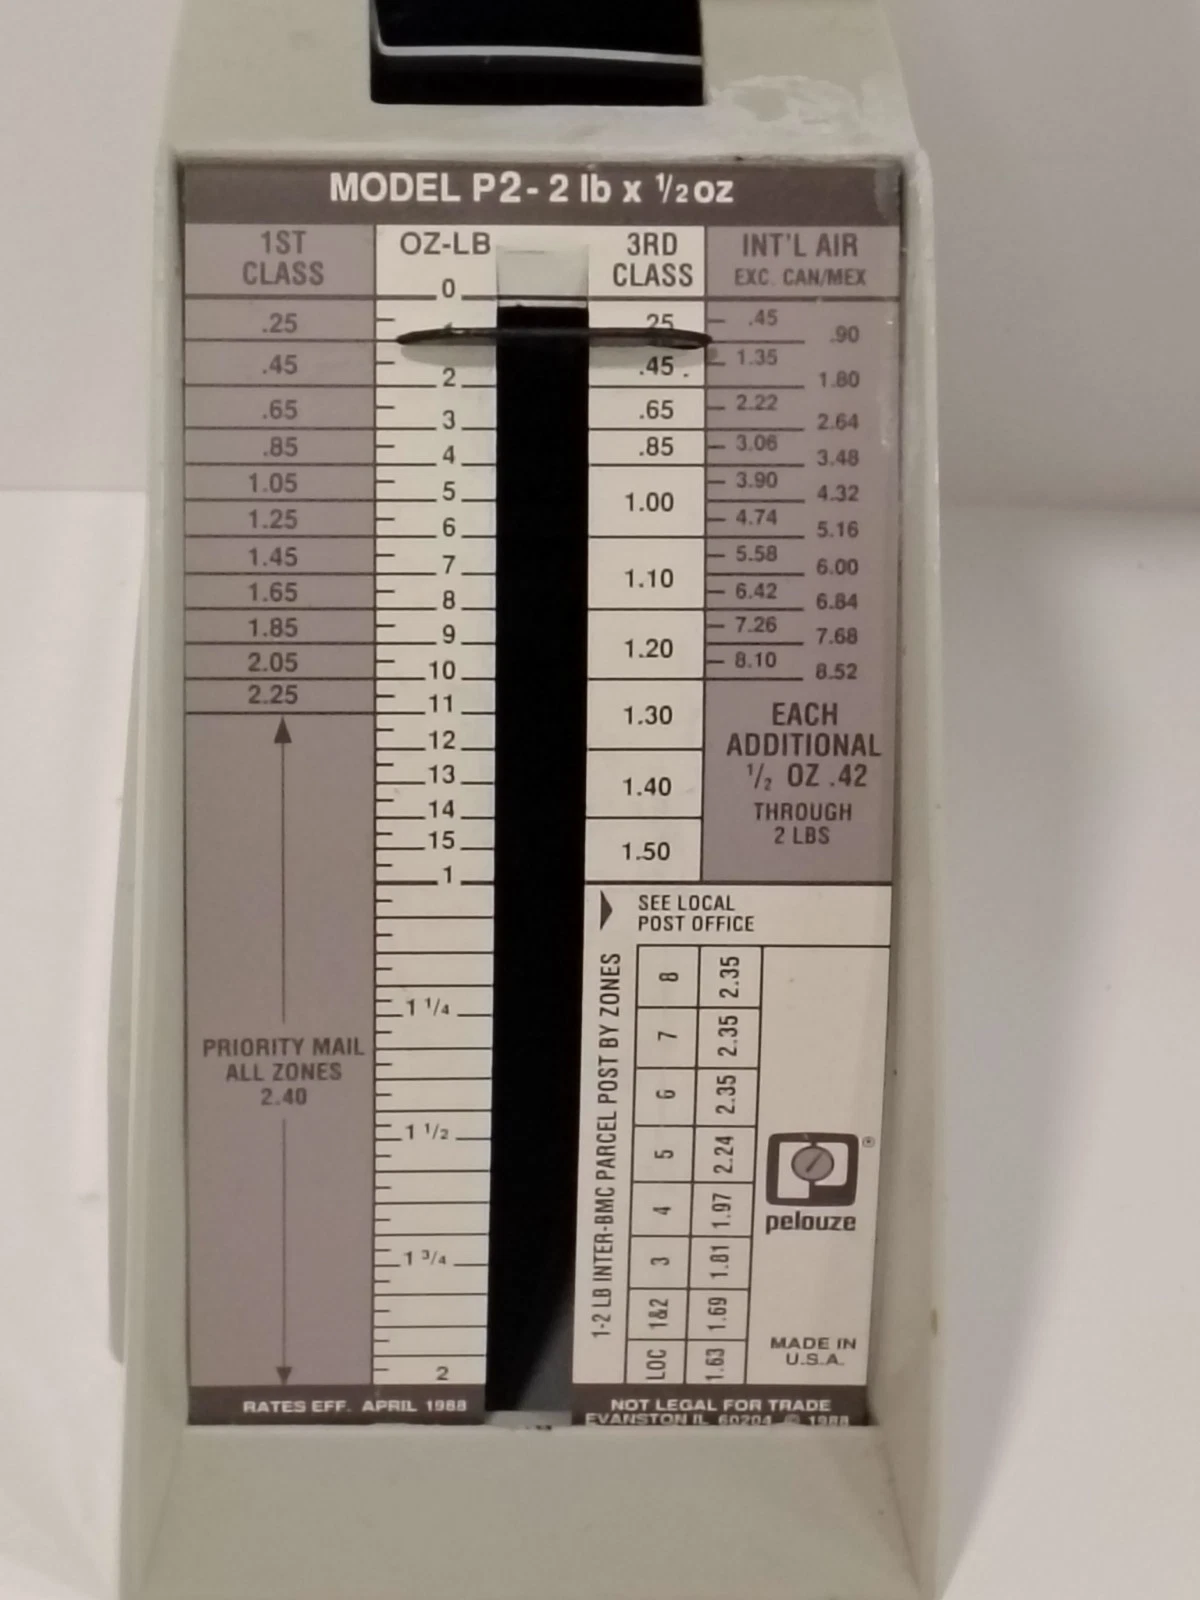 MODEL P2 - 2 lb x 1/2 oz
1ST
CLASS
.25
.45
.65
.85
1.05
1.25
1.45
1.65
1.85
2.05
2.25
PRIORITY MAIL
ALL ZONES
2.40
OZ-LB
0
2
3
4
5
6
7
8
9
10
11
12
13
14
15
1
1 1/4
1 1/2
1 3/4
2
3RD
CLASS
.25
.45
.65
.85
1.00
1.10
1.20
1.30
1.40
1.50
INT'L AIR
EXC. CAN/MEX
.45
.90
1.35
1.80
2.22
2.64
3.06
3.48
3.90
4.32
4.74
5.16
5.58
6.00
6.42
6.84
7.26
7.68
8.10
8.52
EACH
ADDITIONAL
1/2 OZ .42
THROUGH
2 LBS
SEE LOCAL
POST OFFICE
1-2 LB INTER-BMC PARCEL POST BY ZONES
LOC 1&2 3 4 5 6 7 8
1.63 1.69 1.81 1.97 2.24 2.35 2.35 2.35
®
pelouze
MADE IN
U.S.A.
RATES EFF. APRIL 1988
NOT LEGAL FOR TRADE
EVANSTON IL 60204 © 1988